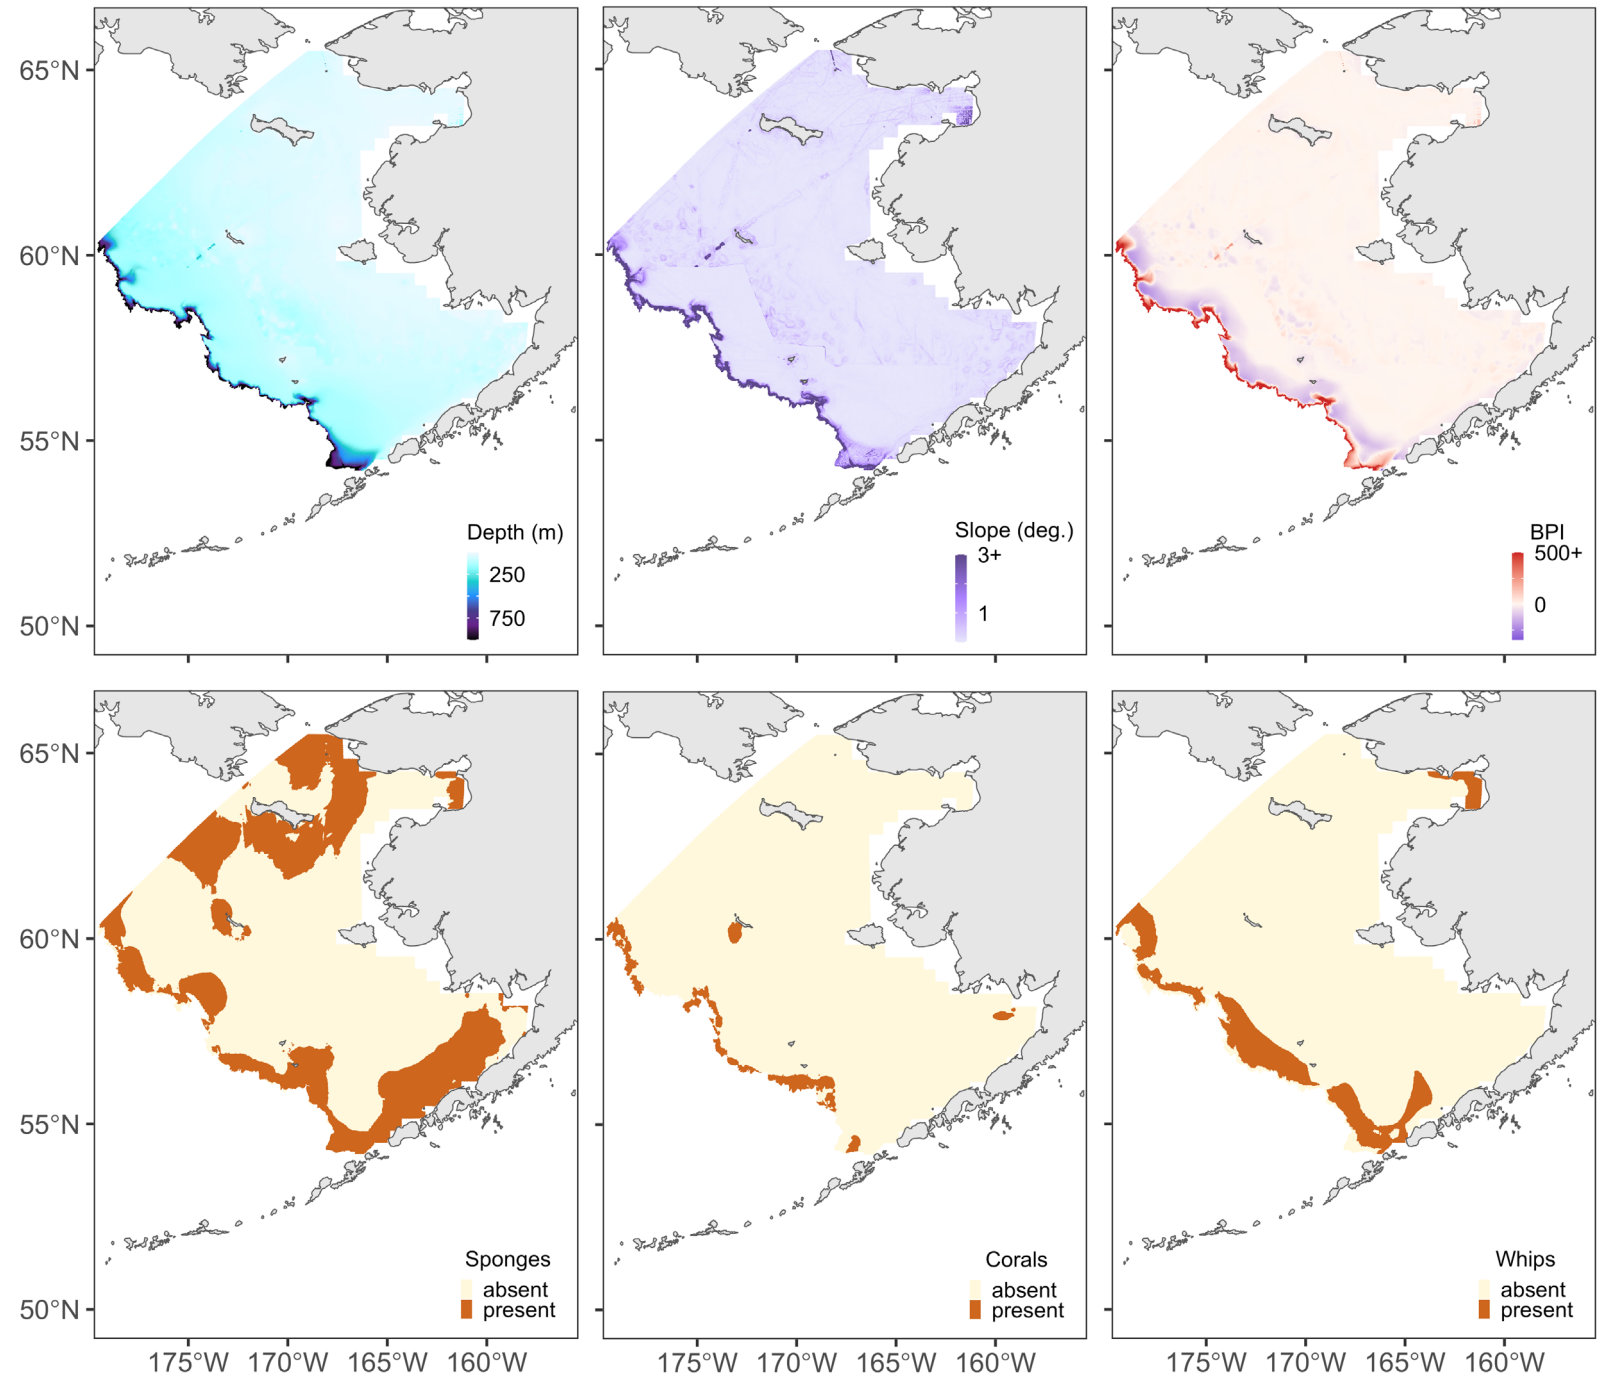 65°N
60°N
55°N
50°N
Depth (m)
250
750
Slope (deg.)
3+
1
BPI
500+
0
65°N
60°N
55°N
50°N
Sponges
absent
present
Corals
absent
present
Whips
absent
present
175°W 170°W 165°W 160°W
175°W 170°W 165°W 160°W
175°W 170°W 165°W 160°W